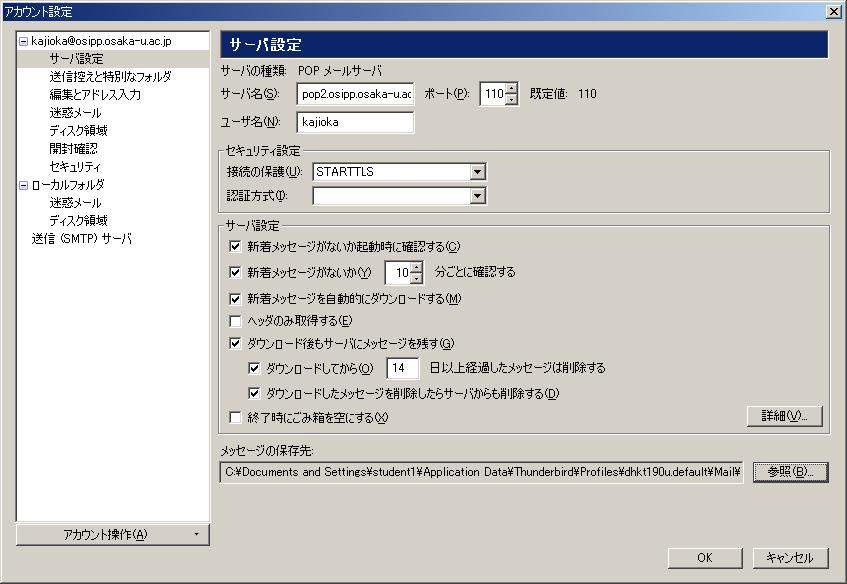 アカウント設定
kajioka@osipp.osaka-u.ac.jp
サーバ設定
送信控えと特別なフォルダ
編集とアドレス入力
迷惑メール
ディスク領域
開封確認
セキュリティ
ローカルフォルダ
迷惑メール
ディスク領域
送信 (SMTP) サーバ
アカウント操作(A)
サーバ設定
サーバの種類: POP メールサーバ
サーバ名(S): pop2.osipp.osaka-u.ac ポート(P): 110 既定値: 110
ユーザ名(N): kajioka
セキュリティ設定
接続の保護(U): STARTTLS
認証方式(I):
サーバ設定
新着メッセージがないか起動時に確認する(C)
新着メッセージがないか(Y) 10 分ごとに確認する
新着メッセージを自動的にダウンロードする(M)
ヘッダのみ取得する(E)
ダウンロード後もサーバにメッセージを残す(G)
ダウンロードしてから(O) 14 日以上経過したメッセージは削除する
ダウンロードしたメッセージを削除したらサーバからも削除する(D)
終了時にごみ箱を空にする(X)
詳細(V)...
メッセージの保存先:
C:¥Documents and Settings¥student1¥Application Data¥Thunderbird¥Profiles¥dhkt190u.default¥Mail¥ 参照(B)...
OK キャンセル